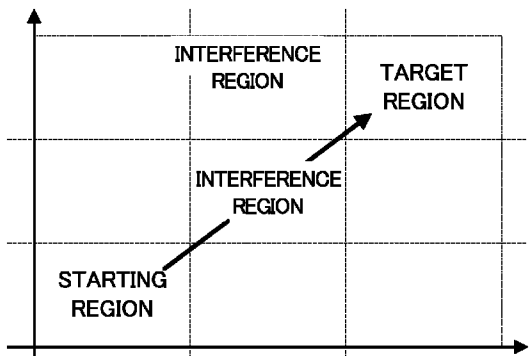 INTERFERENCE
REGION
TARGET
REGION
INTERFERENCE
REGION
STARTING
REGION